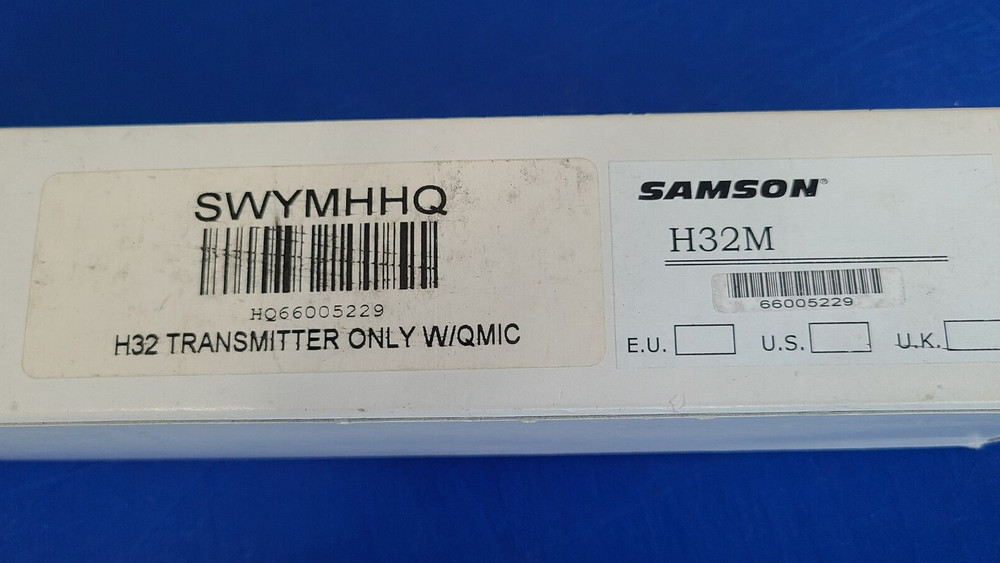 SWYMHHQ
HQ66005229
H32 TRANSMITTER ONLY W/QMIC
SAMSON®
H32M
66005229
E.U. U.S. U.K.